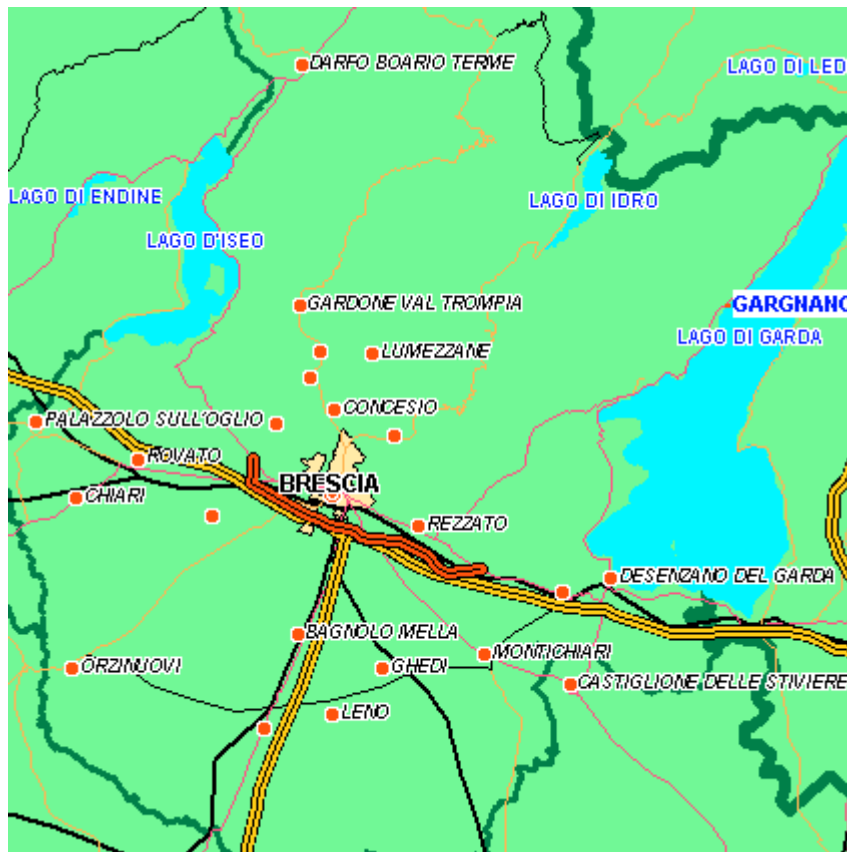 DARFO BOARIO TERME
LAGO DI LED
LAGO DI ENDINE
LAGO DI IDRO
LAGO D'ISEO
GARDONE VAL TROMPIA
GARGNANO
LAGO DI GARDA
LUMEZZANE
CONCESIO
PALAZZOLO SULL'OGLIO
ROVATO
BRESCIA
CHIARI
REZZATO
DESENZANO DEL GARDA
BAGNOLO MELLA
MONTICHIARI
ORZINUOVI
GHEDI
CASTIGLIONE DELLE STIVIERE
LENO